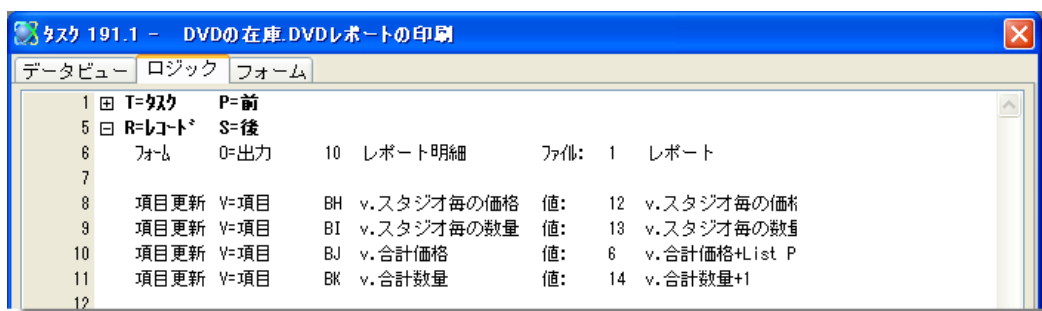 タスク 191.1 - DVDの在庫.DVDレポートの印刷
データビュー ロジック フォーム
1 T=タスク P=前
5 R=レコード S=後
6 フォーム O=出力 10 レポート明細 ファイル: 1 レポート
7
8 項目更新 V=項目 BH v.スタジオ毎の価格 値: 12 v.スタジオ毎の価格
9 項目更新 V=項目 BI v.スタジオ毎の数量 値: 13 v.スタジオ毎の数量
10 項目更新 V=項目 BJ v.合計価格 値: 6 v.合計価格+List P
11 項目更新 V=項目 BK v.合計数量 値: 14 v.合計数量+1
12